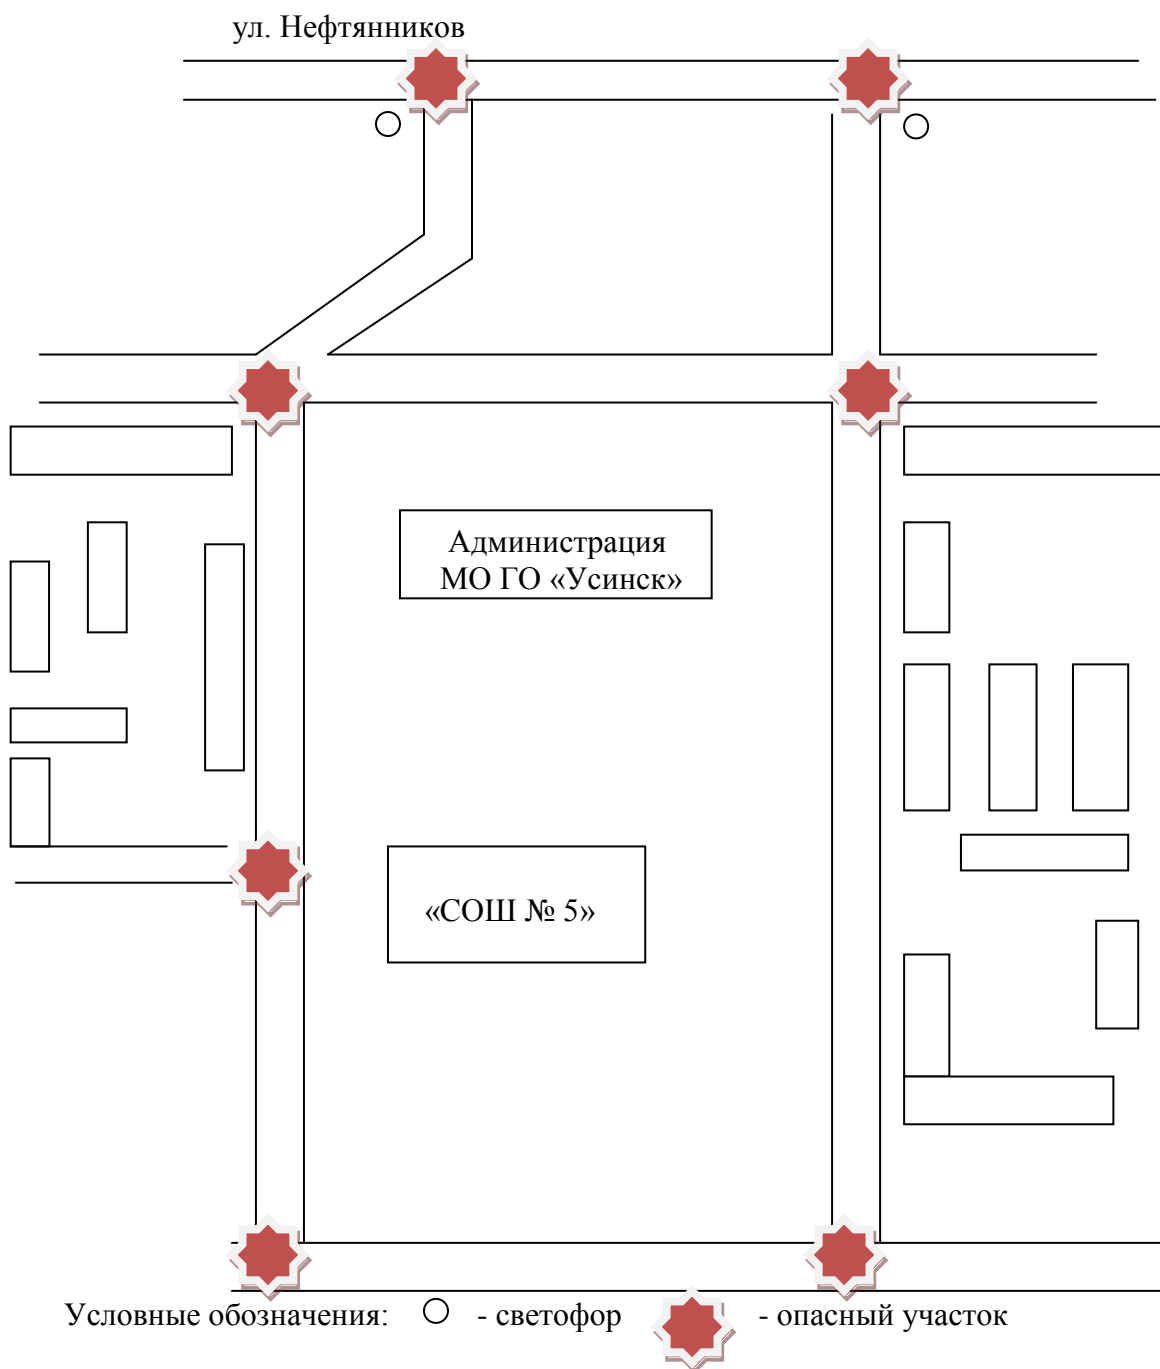 ул. Нефтянников
Администрация
МО ГО «Усинск»
«СОШ № 5»
Условные обозначения: - светофор - опасный участок